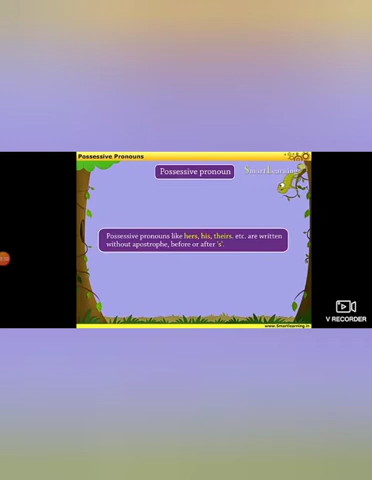 Possessive Pronouns
Possessive pronoun
SmartLearning
Possessive pronouns like hers, his, theirs. etc. are written
without apostrophe, before or after 's'.
V RECORDER
www.Smartlearning.in